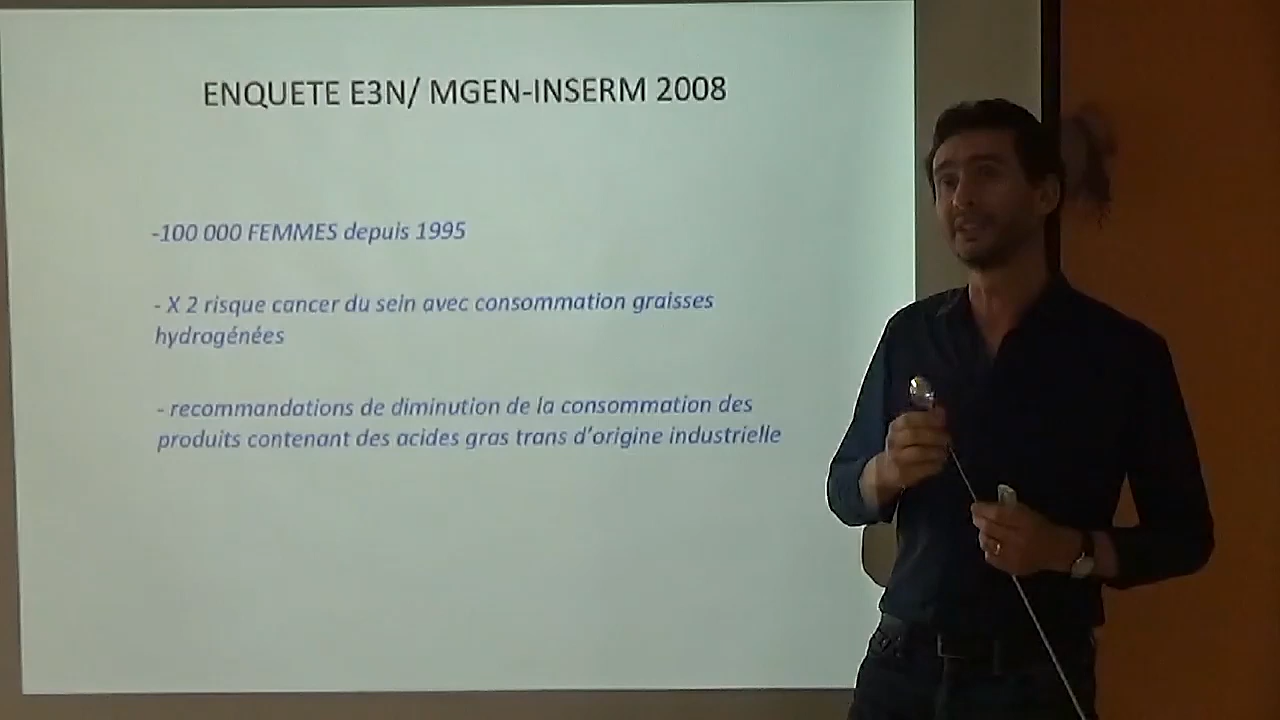 ENQUETE E3N/ MGEN-INSERM 2008
-100 000 FEMMES depuis 1995
- X 2 risque cancer du sein avec consommation graisses
hydrogénées
- recommandations de diminution de la consommation des
produits contenant des acides gras trans d'origine industrielle